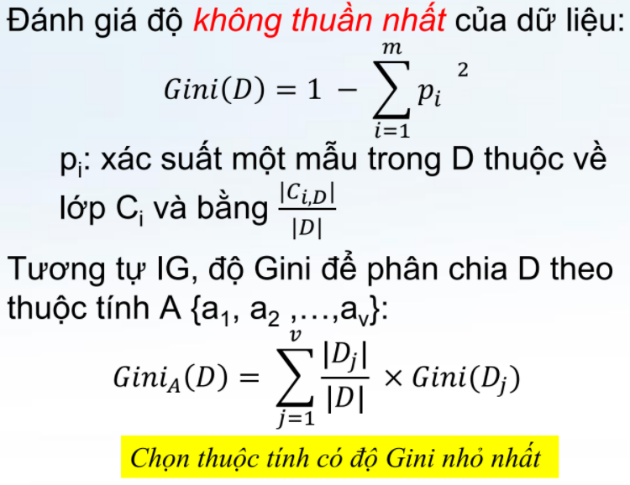 Đánh giá độ không thuần nhất của dữ liệu:
Gini(D) = 1 − ∑_{i=1}^{m} p_i ^2
p_i: xác suất một mẫu trong D thuộc về
lớp C_i và bằng |C_{i,D}|/|D|
Tương tự IG, độ Gini để phân chia D theo
thuộc tính A {a_1, a_2 ,…,a_v}:
Gini_A(D) = ∑_{j=1}^{v} |D_j|/|D| × Gini(D_j)
Chọn thuộc tính có độ Gini nhỏ nhất